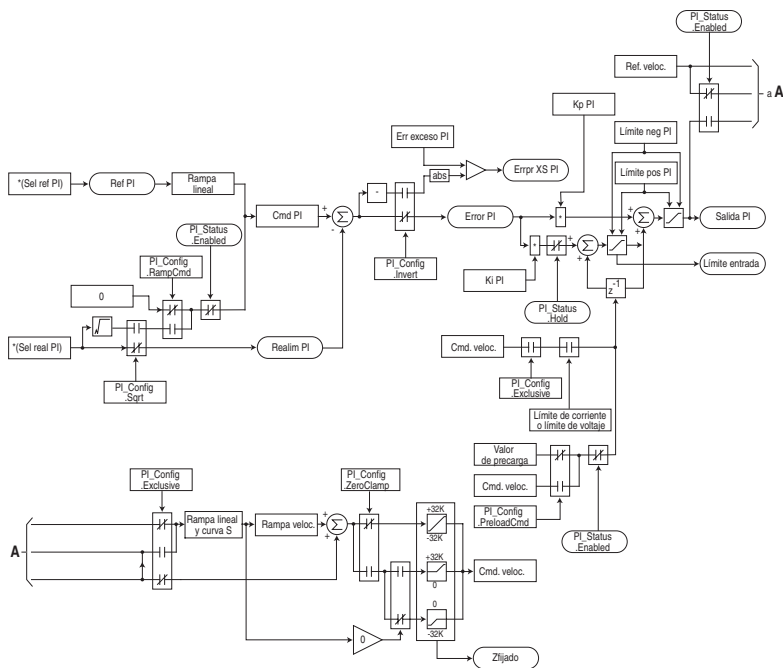 PI_Status
.Enabled
Ref. veloc.
a A
Kp PI
Err exceso PI
Límite neg PI
abs
Errpr XS PI
Límite pos PI
*(Sel ref PI)
Ref PI
Rampa
lineal
-
Cmd PI
+
Σ
-
Error PI
*
+
Σ
+
Salida PI
PI_Status
.Enabled
PI_Config
.RampCmd
PI_Config
.Invert
*
+
Σ
+
Límite entrada
Ki PI
0
PI_Status
.Hold
z-1
√
*(Sel real PI)
Realim PI
Cmd. veloc.
PI_Config
.Sqrt
PI_Config
.Exclusive
Límite de corriente
o límite de voltaje
Valor
de precarga
PI_Config
.Exclusive
PI_Config
.ZeroClamp
Cmd. veloc.
PI_Config
.PreloadCmd
PI_Status
.Enabled
+32K
-32K
Rampa lineal
y curva S
Rampa veloc.
+
Σ
+
A
+32K
0
Cmd. veloc.
0
0
-32K
Zfijado